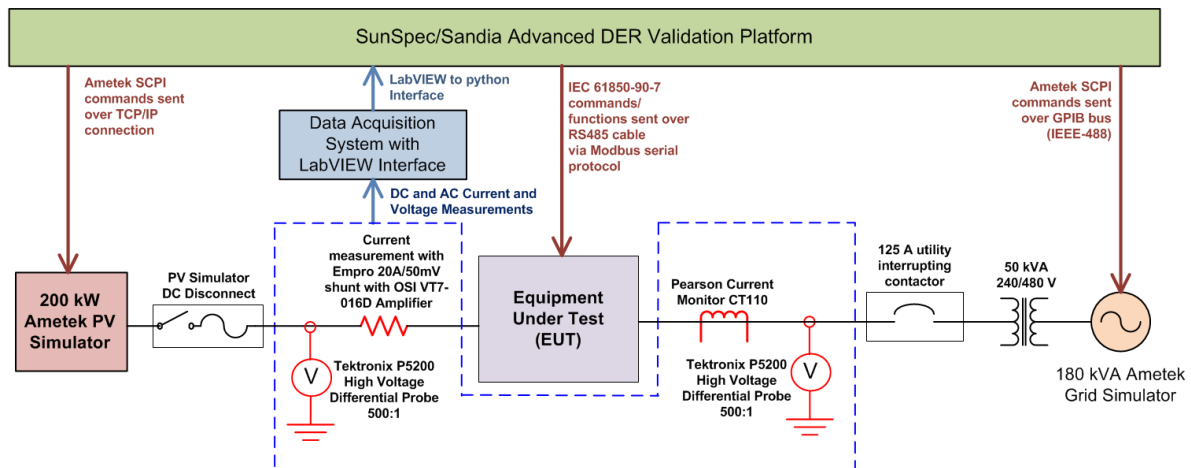 SunSpec/Sandia Advanced DER Validation Platform
Ametek SCPI
commands sent
over TCP/IP
connection
LabVIEW to python
Interface
Data Acquisition
System with
LabVIEW Interface
DC and AC Current and
Voltage Measurements
IEC 61850-90-7
commands/
functions sent over
RS485 cable
via Modbus serial
protocol
Ametek SCPI
commands sent
over GPIB bus
(IEEE-488)
200 kW
Ametek PV
Simulator
PV Simulator
DC Disconnect
Current
measurement with
Empro 20A/50mV
shunt with OSI VT7-
016D Amplifier
V
Tektronix P5200
High Voltage
Differential Probe
500:1
Equipment
Under Test
(EUT)
Pearson Current
Monitor CT110
Tektronix P5200
High Voltage
Differential Probe
500:1
V
125 A utility
interrupting
contactor
50 kVA
240/480 V
180 kVA Ametek
Grid Simulator